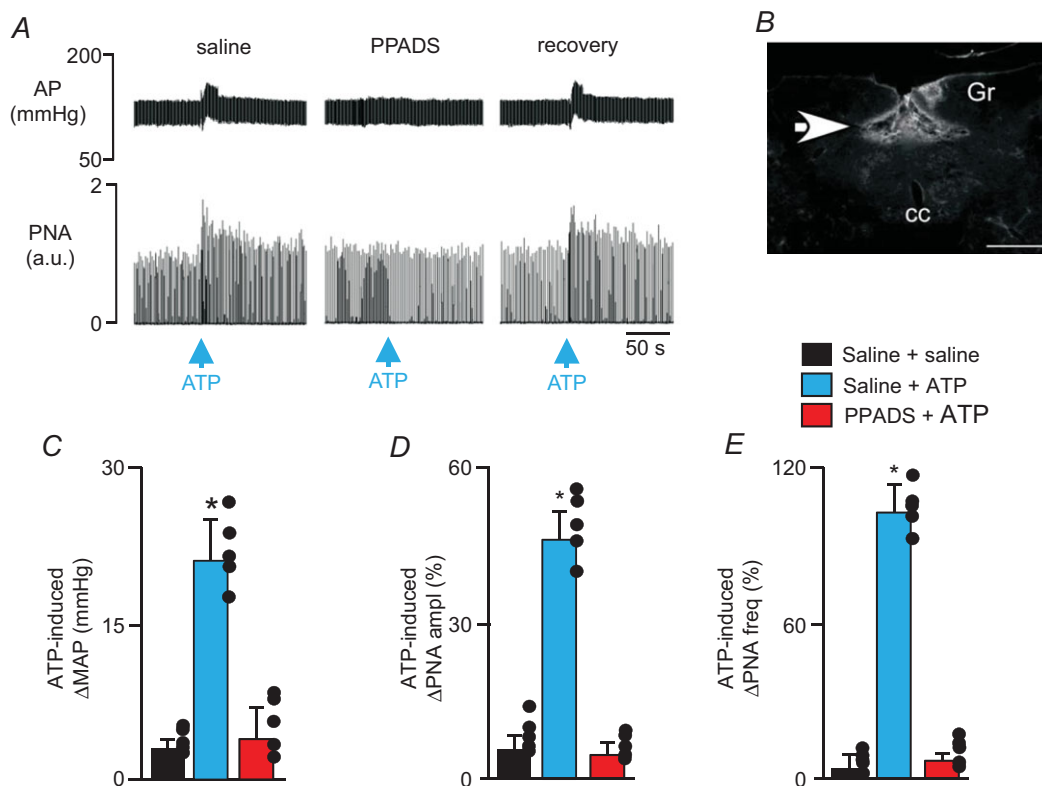 A
saline
PPADS
recovery
200
AP
(mmHg)
50
2
PNA
(a.u.)
0
50 s
ATP
ATP
ATP
B
Gr
cc
Saline + saline
Saline + ATP
PPADS + ATP
C
30
*
ATP-induced
ΔMAP (mmHg)
15
0
D
60
*
ATP-induced
ΔPNA ampl (%)
30
0
E
120
*
ATP-induced
ΔPNA freq (%)
60
0